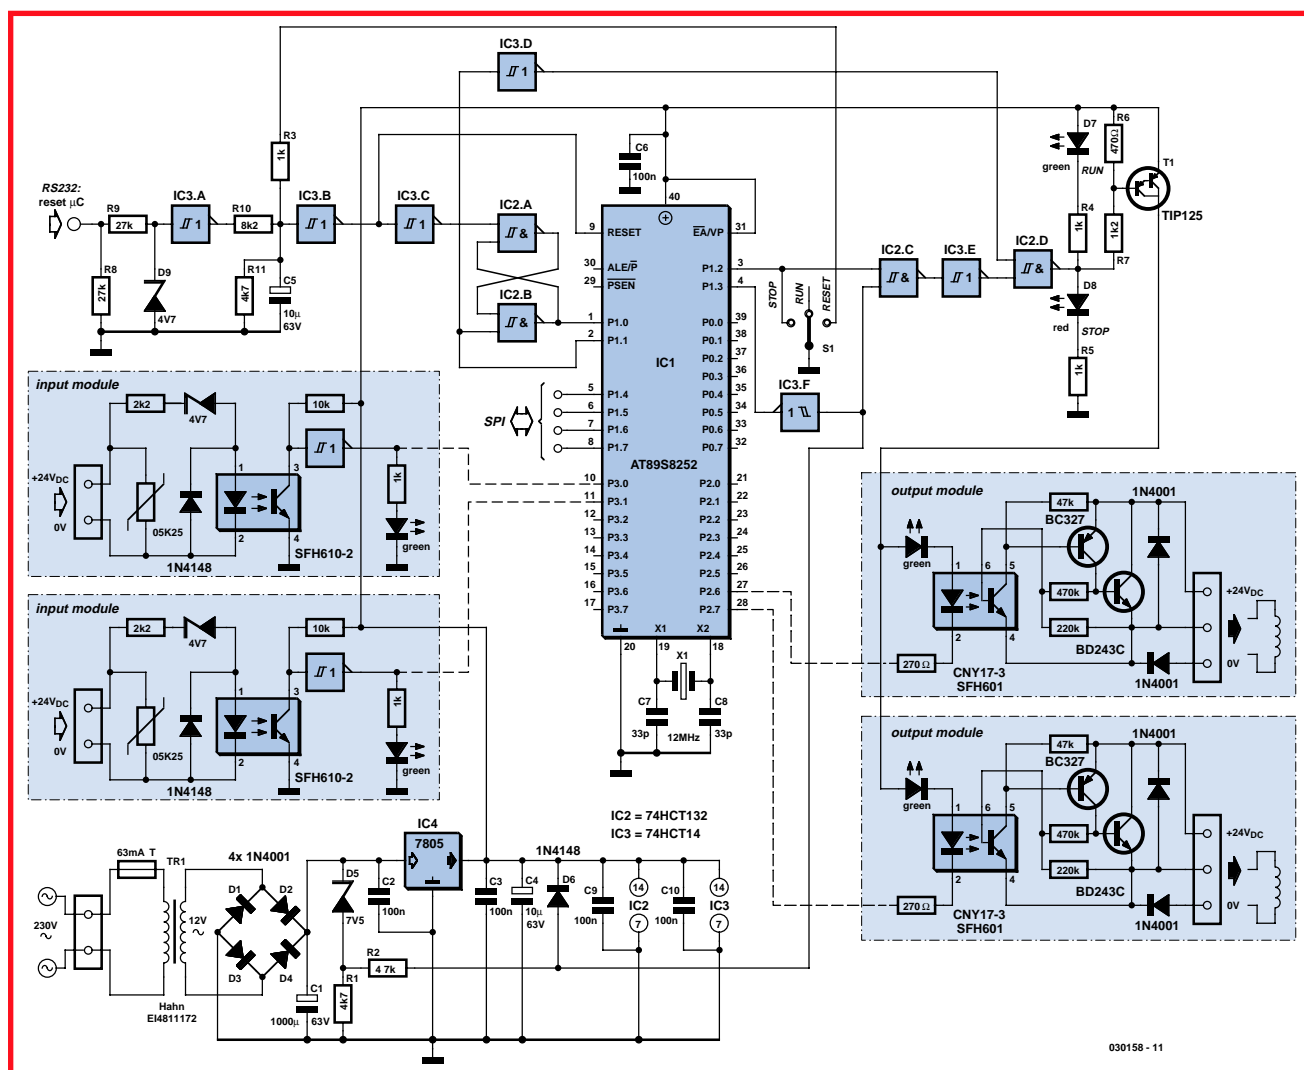 IC3.D
RS232:
reset µC
R9
27k
R8
27k
D9
4V7
IC3.A
1
R10
8k2
R3
1k
R11
4k7
C5
10µ
63V
IC3.B
1
IC3.C
1
IC3.D
1
IC2.A
&
IC2.B
&
C6
100n
40
9 RESET
30 ALE/P
29 PSEN
1 P1.0
2 P1.1
5 P1.4
6 P1.5
7 P1.6
8 P1.7
SPI
10 P3.0
11 P3.1
12 P3.2
13 P3.3
14 P3.4
15 P3.5
16 P3.6
17 P3.7
IC1
AT89S8252
EA/VP 31
P1.2 3
P1.3 4
P0.0 39
P0.1 38
P0.2 37
P0.3 36
P0.4 35
P0.5 34
P0.6 33
P0.7 32
P2.0 21
P2.1 22
P2.2 23
P2.3 24
P2.4 25
P2.5 26
P2.6 27
P2.7 28
X1
X2
20
19
18
X1
C7
33p
12MHz
C8
33p
STOP
RUN
RESET
S1
IC3.F
1
IC2.C
&
IC3.E
1
IC2.D
&
D7
green
RUN
R6
470Ω
T1
TIP125
R4
1k
1k2
R7
D8
red
STOP
R5
1k
input module
2k2
4V7
10k
+24VDC
0V
05K25
1N4148
1
2
3
4
SFH610-2
1
1k
green
input module
2k2
4V7
10k
+24VDC
0V
05K25
1N4148
1
2
3
4
SFH610-2
1
1k
green
output module
47k
1N4001
BC327
green
1
6
5
2
4
470k
220k
BD243C
270 Ω
CNY17-3
SFH601
1N4001
+24VDC
0V
output module
47k
1N4001
BC327
green
1
6
5
2
4
470k
220k
BD243C
270 Ω
CNY17-3
SFH601
1N4001
+24VDC
0V
IC2 = 74HCT132
IC3 = 74HCT14
63mA T
TR1
4x 1N4001
230V
~
12V
~
D1
D2
D3
D4
Hahn
EI4811172
C1
1000µ
63V
D5
7V5
R1
4k7
R2
4 7k
C2
100n
IC4
7805
C3
100n
C4
10µ
63V
1N4148
D6
C9
100n
14
IC2
7
C10
100n
14
IC3
7
030158 - 11